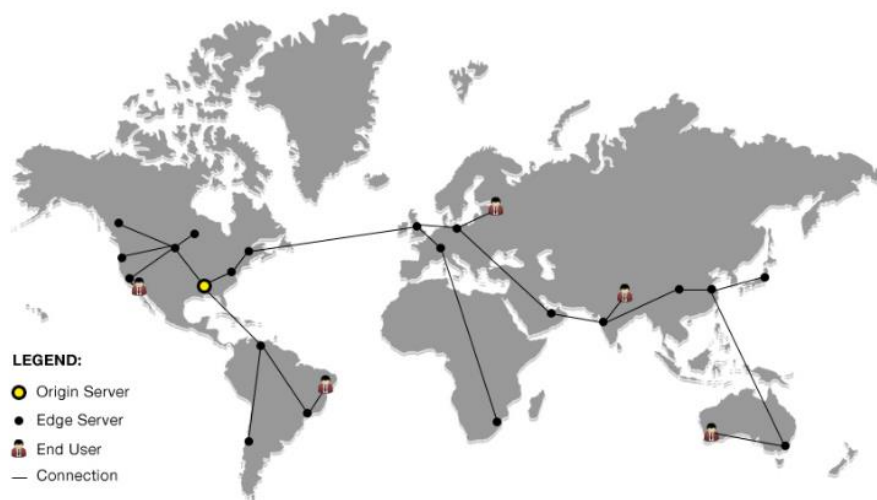 LEGEND:
Origin Server
Edge Server
End User
Connection